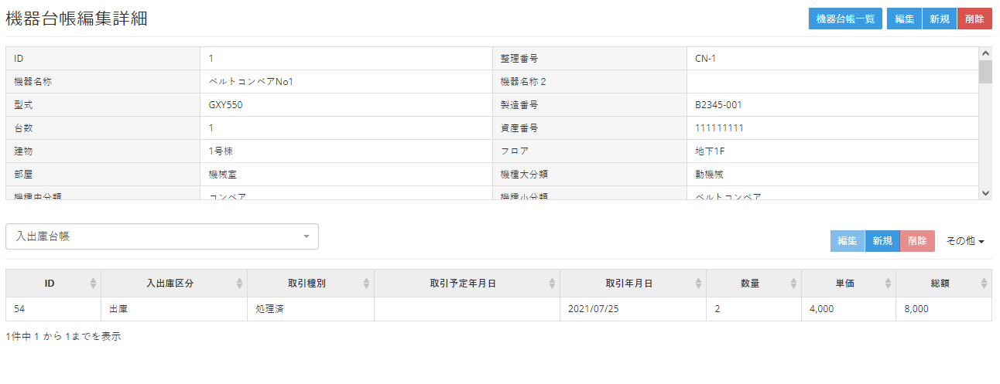 機器台帳編集詳細 機器台帳一覧 編集 新規 削除
ID 1 整理番号 CN-1
機器名称 ベルトコンベアNo1 機器名称２
型式 GXY550 製造番号 B2345-001
台数 1 資産番号 111111111
建物 1号棟 フロア 地下1F
部屋 機械室 機種大分類 動機械
機種中分類 コンベア 機種小分類 ベルトコンベア
入出庫台帳 編集 新規 削除 その他
ID 入出庫区分 取引種別 取引予定年月日 取引年月日 数量 単価 総額
54 出庫 処理済 2021/07/25 2 4,000 8,000
1件中 1 から 1までを表示